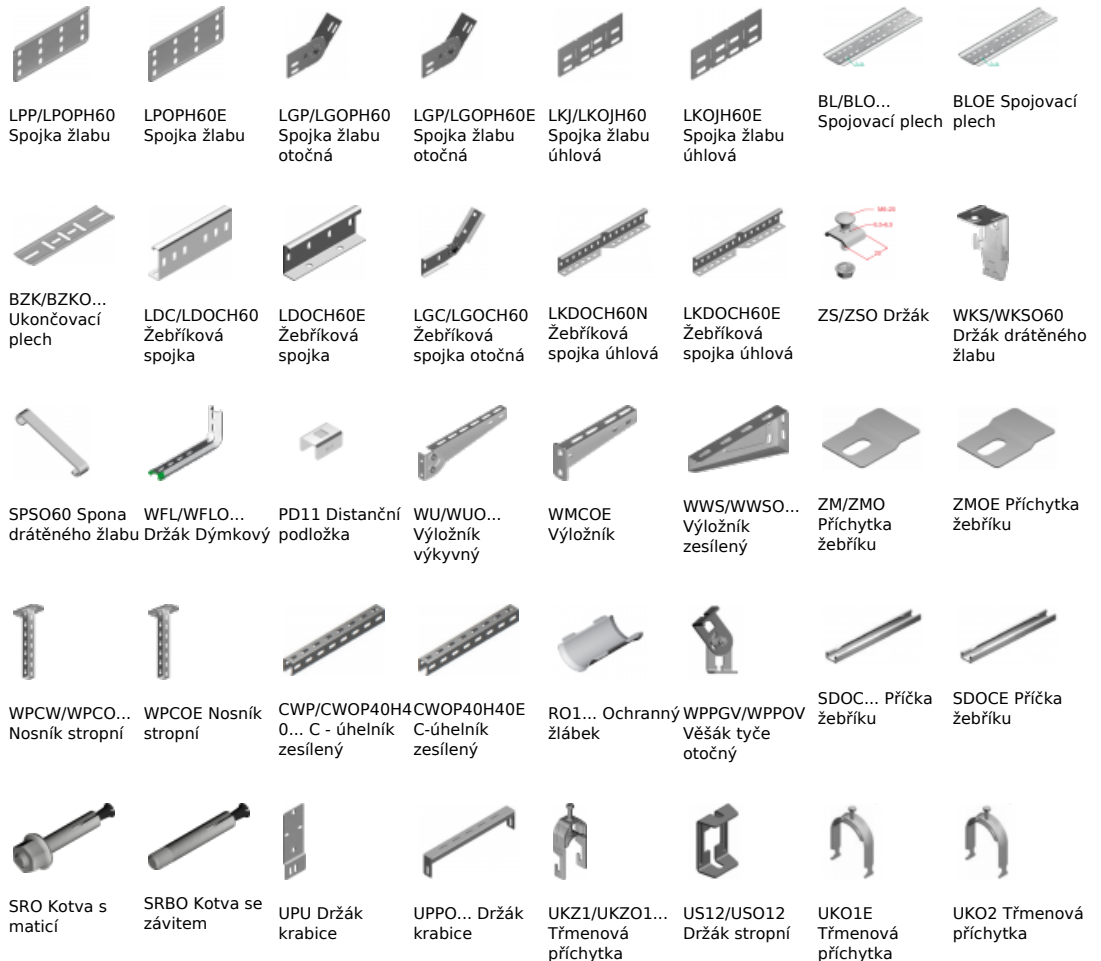 LPP/LPOPH60
Spojka žlabu
LPOPH60E
Spojka žlabu
LGP/LGOPH60
Spojka žlabu
otočná
LGP/LGOPH60E
Spojka žlabu
otočná
LKJ/LKOJH60
Spojka žlabu
úhlová
LKOJH60E
Spojka žlabu
úhlová
BL/BLO...
Spojovací plech
BLOE Spojovací
plech
BZK/BZKO...
Ukončovací
plech
LDC/LDOCH60
Žebříková
spojka
LDOCH60E
Žebříková
spojka
LGC/LGOCH60
Žebříková
spojka otočná
LKDOCH60N
Žebříková
spojka úhlová
LKDOCH60E
Žebříková
spojka úhlová
ZS/ZSO Držák
WKS/WKSO60
Držák drátěného
žlabu
SPSO60 Spona
drátěného žlabu
WFL/WFLO...
Držák Dýmkový
PD11 Distanční
podložka
WU/WUO...
Výložník
výkyvný
WMCOE
Výložník
WWS/WWSO...
Výložník
zesílený
ZM/ZMO
Příchytka
žebříku
ZMOE Příchytka
žebříku
WPCW/WPCO...
Nosník stropní
WPCOE Nosník
stropní
CWP/CWOP40H4
0... C - úhelník
zesílený
CWOP40H40E
C-úhelník
zesílený
RO1... Ochranný
žlábek
WPPGV/WPPOV
Věšák tyče
otočný
SDOC... Příčka
žebříku
SDOCE Příčka
žebříku
SRO Kotva s
maticí
SRBO Kotva se
závitem
UPU Držák
krabice
UPPO... Držák
krabice
UKZ1/UKZO1...
Třmenová
příchytka
US12/USO12
Držák stropní
UKO1E
Třmenová
příchytka
UKO2 Třmenová
příchytka